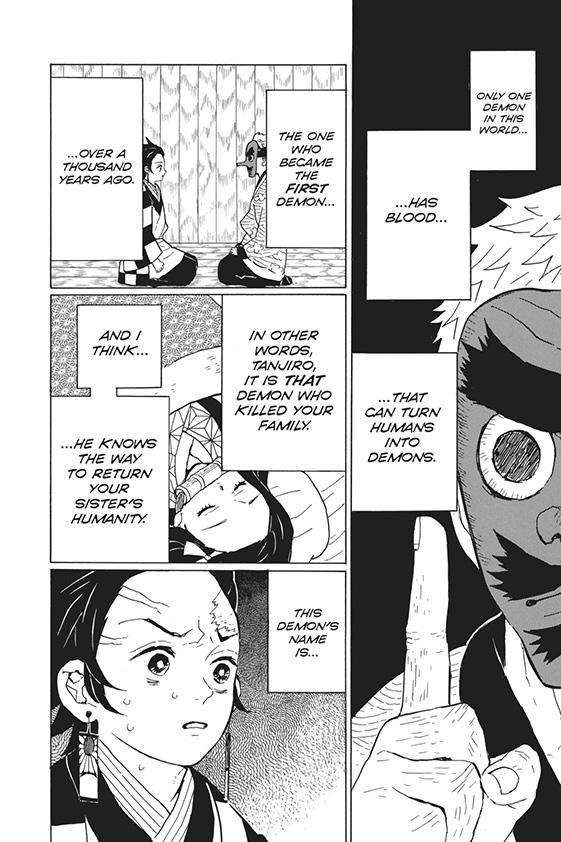 ONLY ONE
DEMON
IN THIS
WORLD...
...HAS
BLOOD...
...THAT
CAN TURN
HUMANS
INTO
DEMONS.
THE ONE
WHO
BECAME
THE
FIRST
DEMON...
...OVER A
THOUSAND
YEARS AGO.
IN OTHER
WORDS,
TANJIRO,
IT IS THAT
DEMON WHO
KILLED YOUR
FAMILY.
AND I
THINK...
...HE KNOWS
THE WAY
TO RETURN
YOUR
SISTER'S
HUMANITY.
THIS
DEMON'S
NAME
IS...